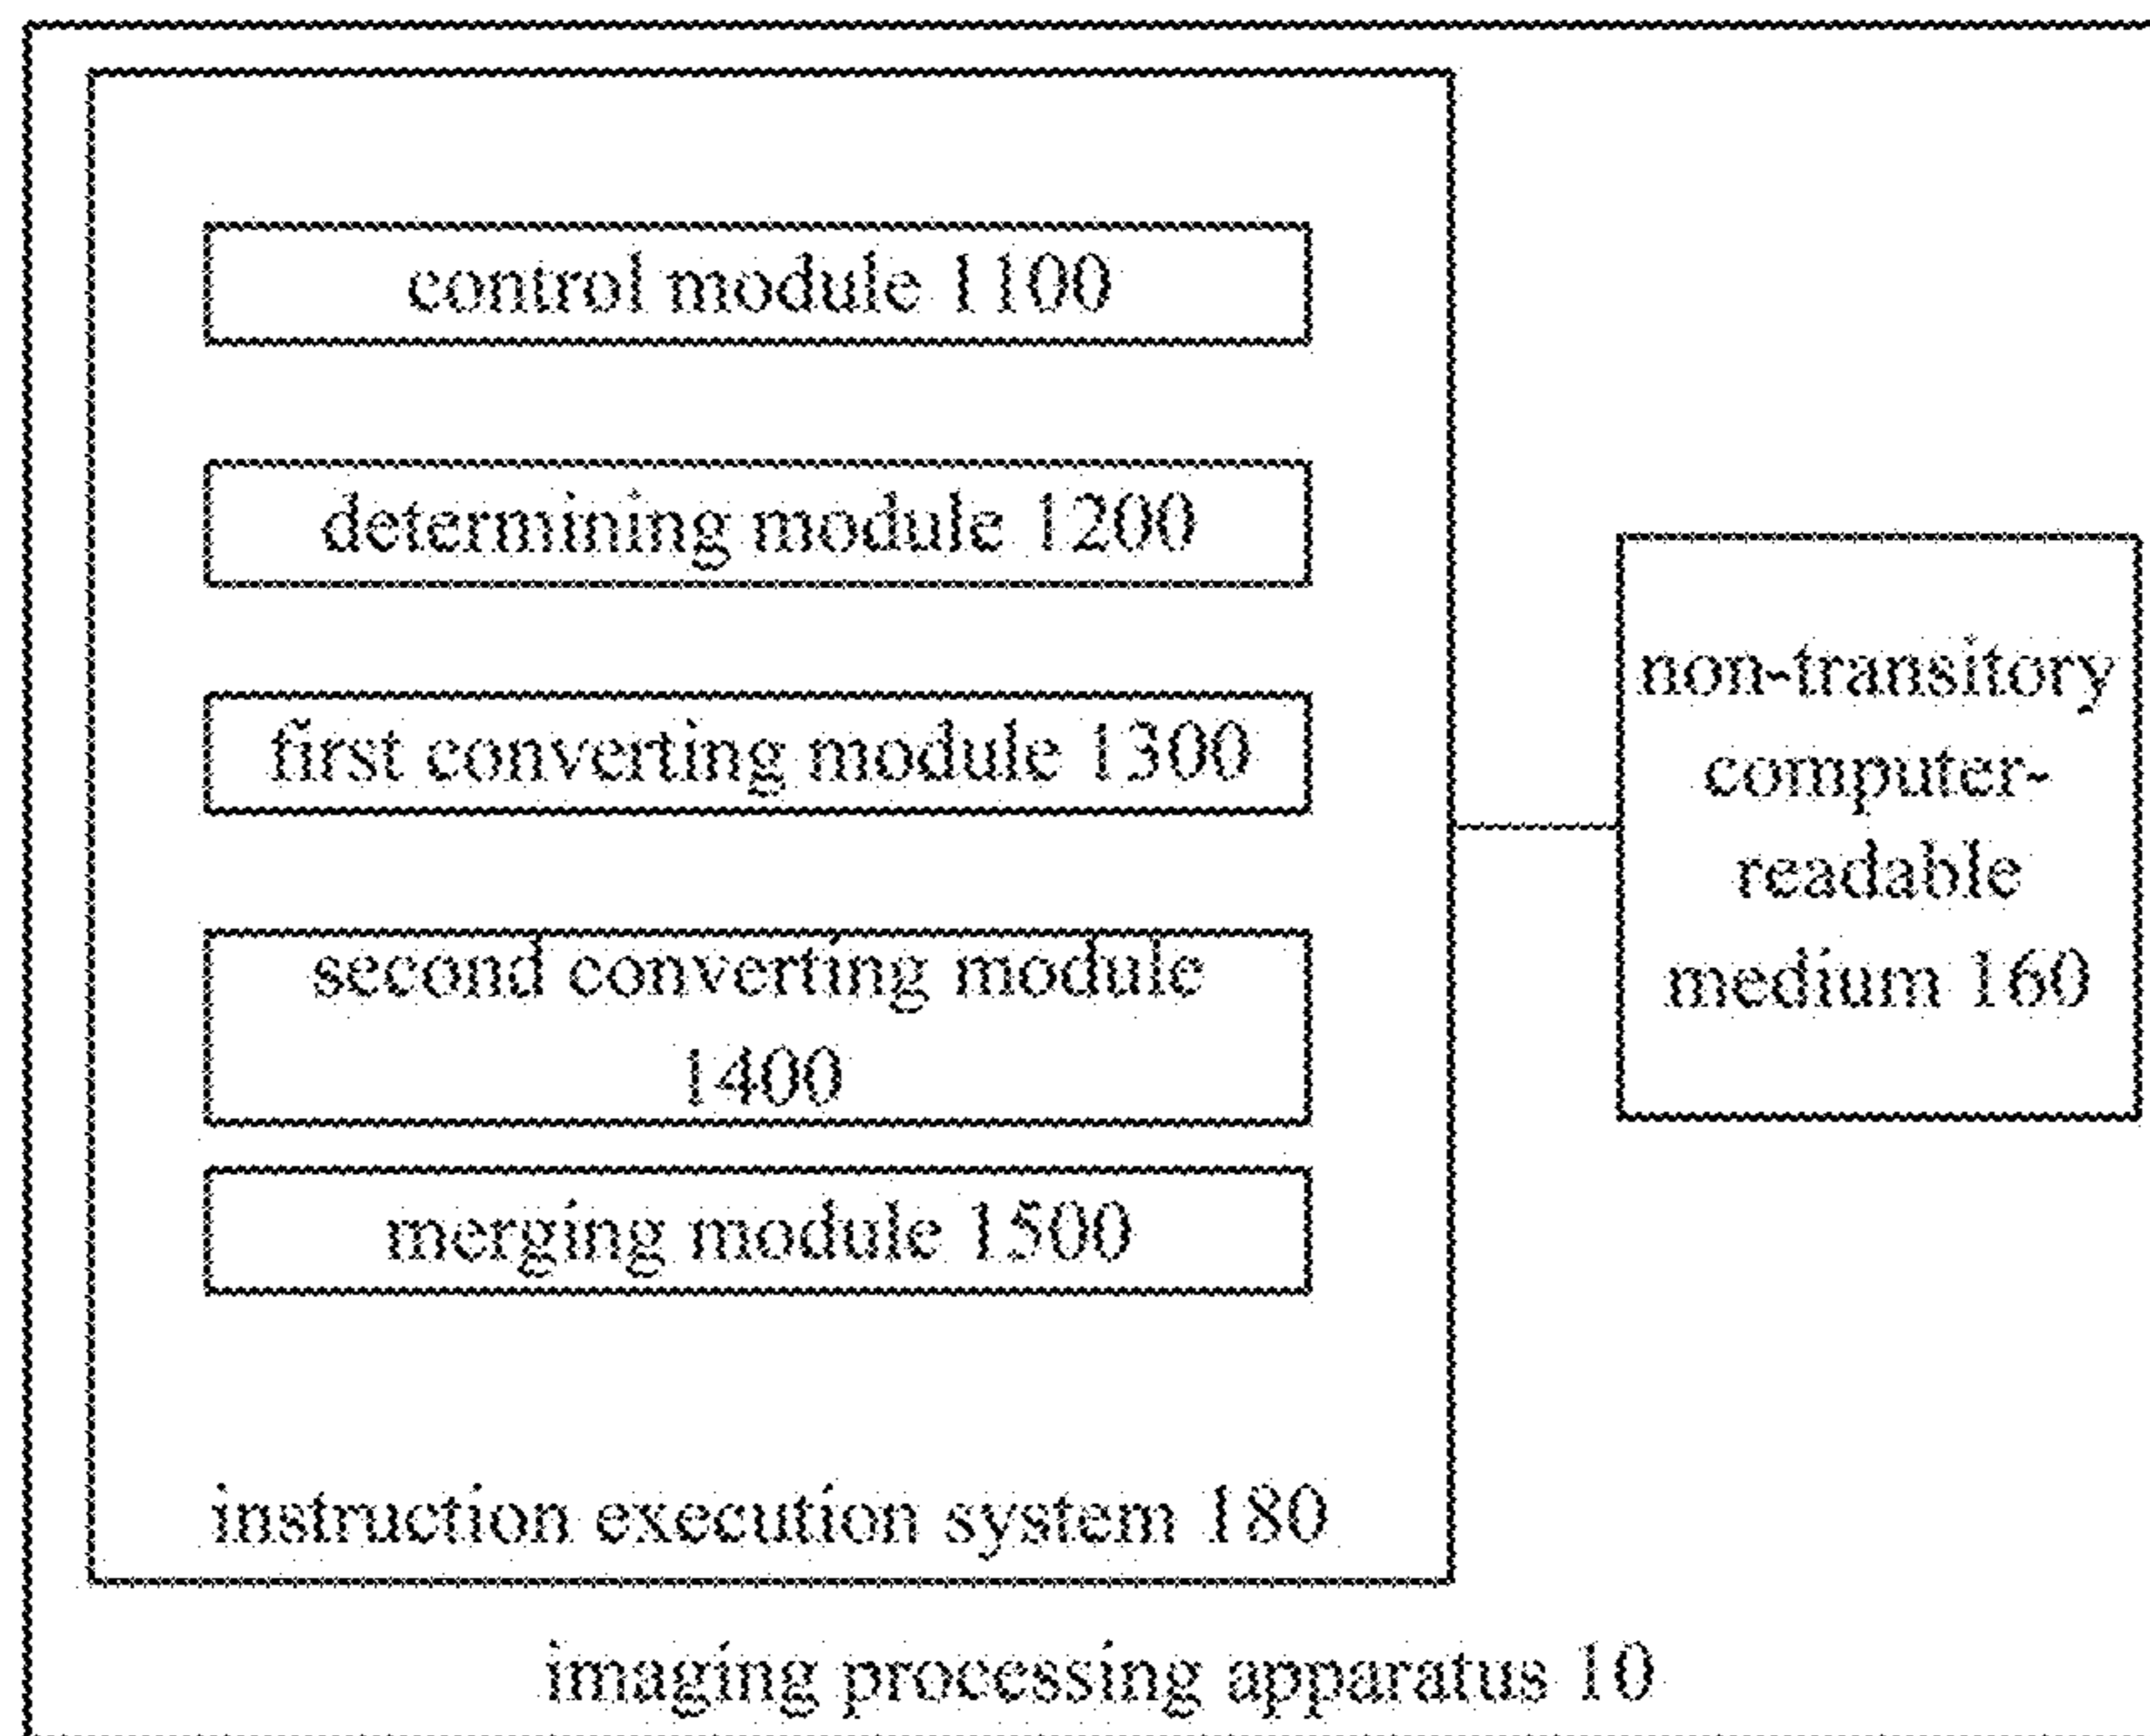 control module 1100
determining module 1200
first converting module 1300
second converting module
1400
merging module 1500
instruction execution system 180
non-transitory
computer-
readable
medium 160
imaging processing apparatus 10